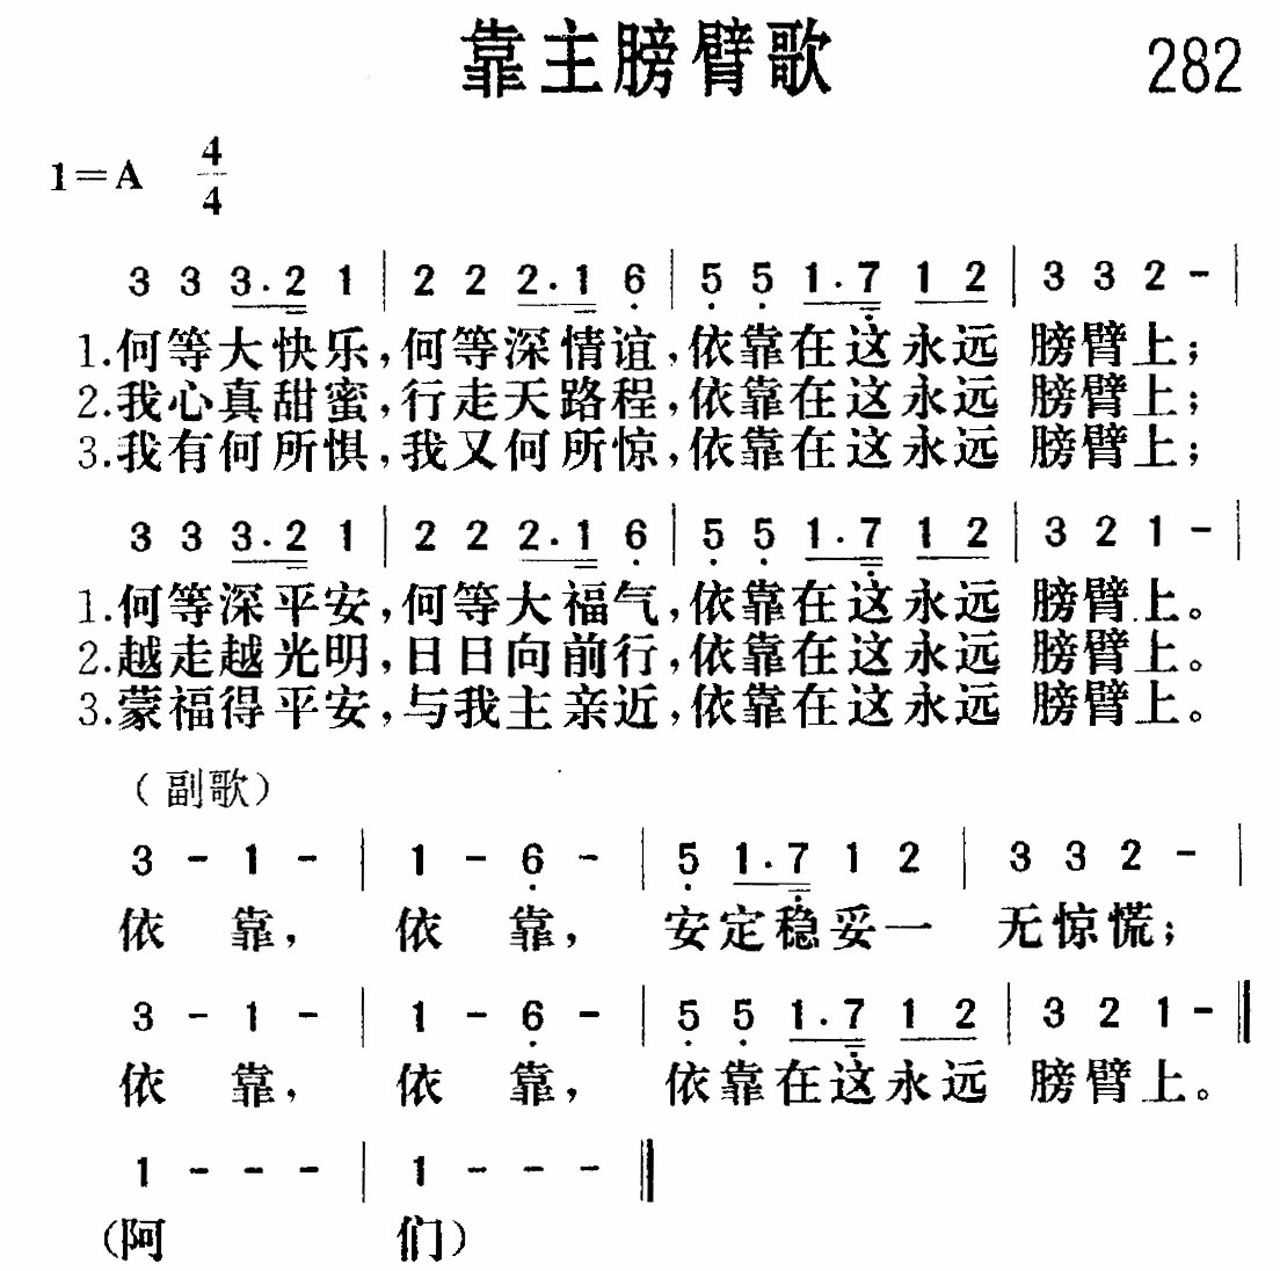 靠主膀臂歌 282
1=A 4/4
3 3 3.2 1 | 2 2 2.1 6 | 5 5 1.7 1 2 | 3 3 2 - |
1.何等大快乐,何等深情谊,依靠在这永远 膀臂上;
2.我心真甜蜜,行走天路程,依靠在这永远 膀臂上;
3.我有何所惧,我又何所惊,依靠在这永远 膀臂上;
3 3 3.2 1 | 2 2 2.1 6 | 5 5 1.7 1 2 | 3 2 1 - |
1.何等深平安,何等大福气,依靠在这永远 膀臂上。
2.越走越光明,日日向前行,依靠在这永远 膀臂上。
3.蒙福得平安,与我主亲近,依靠在这永远 膀臂上。
(副歌)
3 - 1 - | 1 - 6 - | 5 1.7 1 2 | 3 3 2 - |
依 靠, 依 靠, 安定稳妥一 无惊慌;
3 - 1 - | 1 - 6 - | 5 5 1.7 1 2 | 3 2 1 - ‖
依 靠, 依 靠, 依靠在这永远 膀臂上。
1 - - - | 1 - - - ‖
(阿 们)